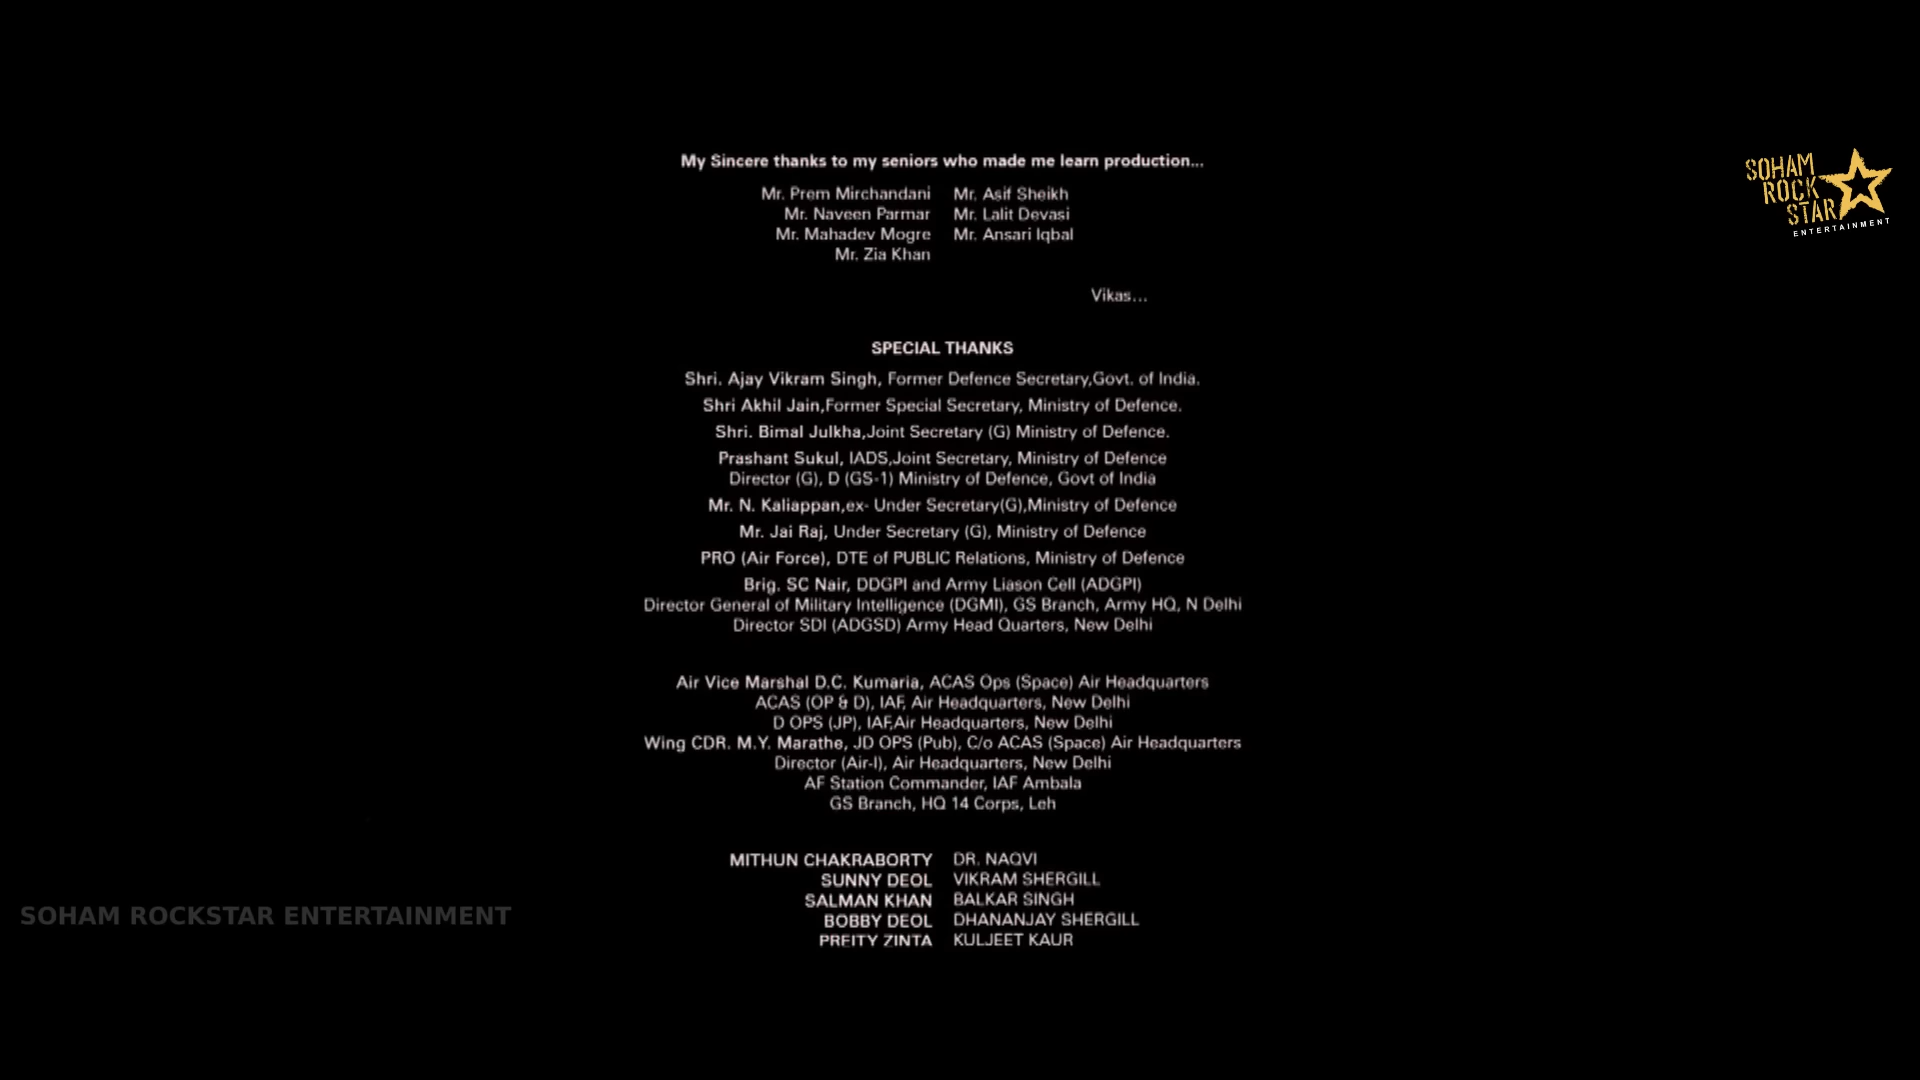 My Sincere thanks to my seniors who made me learn production...
Mr. Prem Mirchandani Mr. Asif Sheikh
Mr. Naveen Parmar Mr. Lalit Devasi
Mr. Mahadev Mogre Mr. Ansari Iqbal
Mr. Zia Khan
Vikas...
SPECIAL THANKS
Shri. Ajay Vikram Singh, Former Defence Secretary,Govt. of India.
Shri Akhil Jain,Former Special Secretary, Ministry of Defence.
Shri. Bimal Julkha,Joint Secretary (G) Ministry of Defence.
Prashant Sukul, IADS,Joint Secretary, Ministry of Defence
Director (G), D (GS-1) Ministry of Defence, Govt of India
Mr. N. Kaliappan,ex- Under Secretary(G),Ministry of Defence
Mr. Jai Raj, Under Secretary (G), Ministry of Defence
PRO (Air Force), DTE of PUBLIC Relations, Ministry of Defence
Brig. SC Nair, DDGPI and Army Liason Cell (ADGPI)
Director General of Military Intelligence (DGMI), GS Branch, Army HQ, N Delhi
Director SDI (ADGSD) Army Head Quarters, New Delhi
Air Vice Marshal D.C. Kumaria, ACAS Ops (Space) Air Headquarters
ACAS (OP & D), IAF, Air Headquarters, New Delhi
D OPS (JP), IAF,Air Headquarters, New Delhi
Wing CDR. M.Y. Marathe, JD OPS (Pub), C/o ACAS (Space) Air Headquarters
Director (Air-I), Air Headquarters, New Delhi
AF Station Commander, IAF Ambala
GS Branch, HQ 14 Corps, Leh
MITHUN CHAKRABORTY DR. NAQVI
SUNNY DEOL VIKRAM SHERGILL
SALMAN KHAN BALKAR SINGH
BOBBY DEOL DHANANJAY SHERGILL
PREITY ZINTA KULJEET KAUR
SOHAM
ROCK
STAR
ENTERTAINMENT
SOHAM ROCKSTAR ENTERTAINMENT